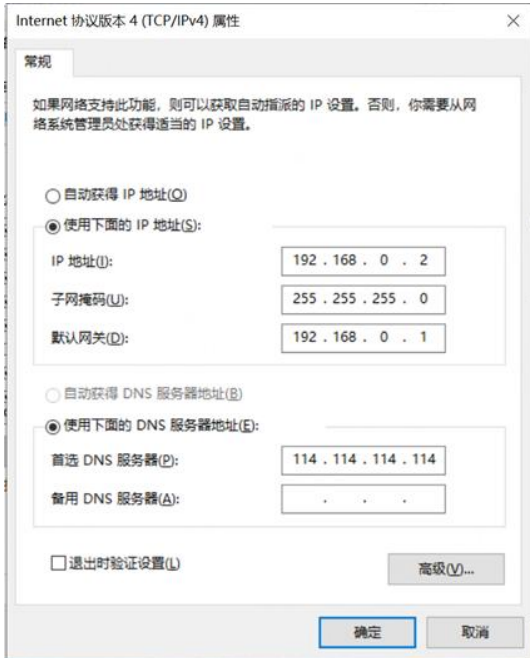 Internet 协议版本 4 (TCP/IPv4) 属性
常规
如果网络支持此功能，则可以获取自动指派的 IP 设置。否则，你需要从网
络系统管理员处获得适当的 IP 设置。
自动获得 IP 地址(O)
使用下面的 IP 地址(S):
IP 地址(I):
192 . 168 . 0 . 2
子网掩码(U):
255 . 255 . 255 . 0
默认网关(D):
192 . 168 . 0 . 1
自动获得 DNS 服务器地址(B)
使用下面的 DNS 服务器地址(E):
首选 DNS 服务器(P):
114 . 114 . 114 . 114
备用 DNS 服务器(A):
. . .
退出时验证设置(L)
高级(V)...
确定
取消